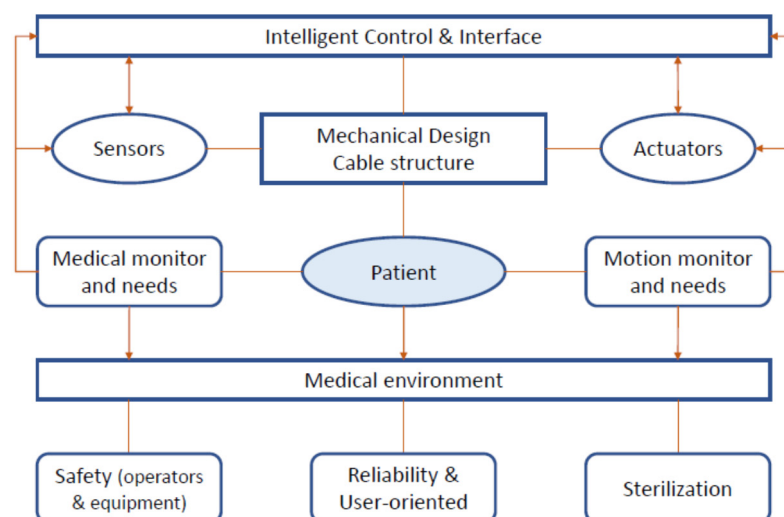 Intelligent Control & Interface
Sensors
Mechanical Design
Cable structure
Actuators
Medical monitor
and needs
Patient
Motion monitor
and needs
Medical environment
Safety (operators
& equipment)
Reliability &
User-oriented
Sterilization